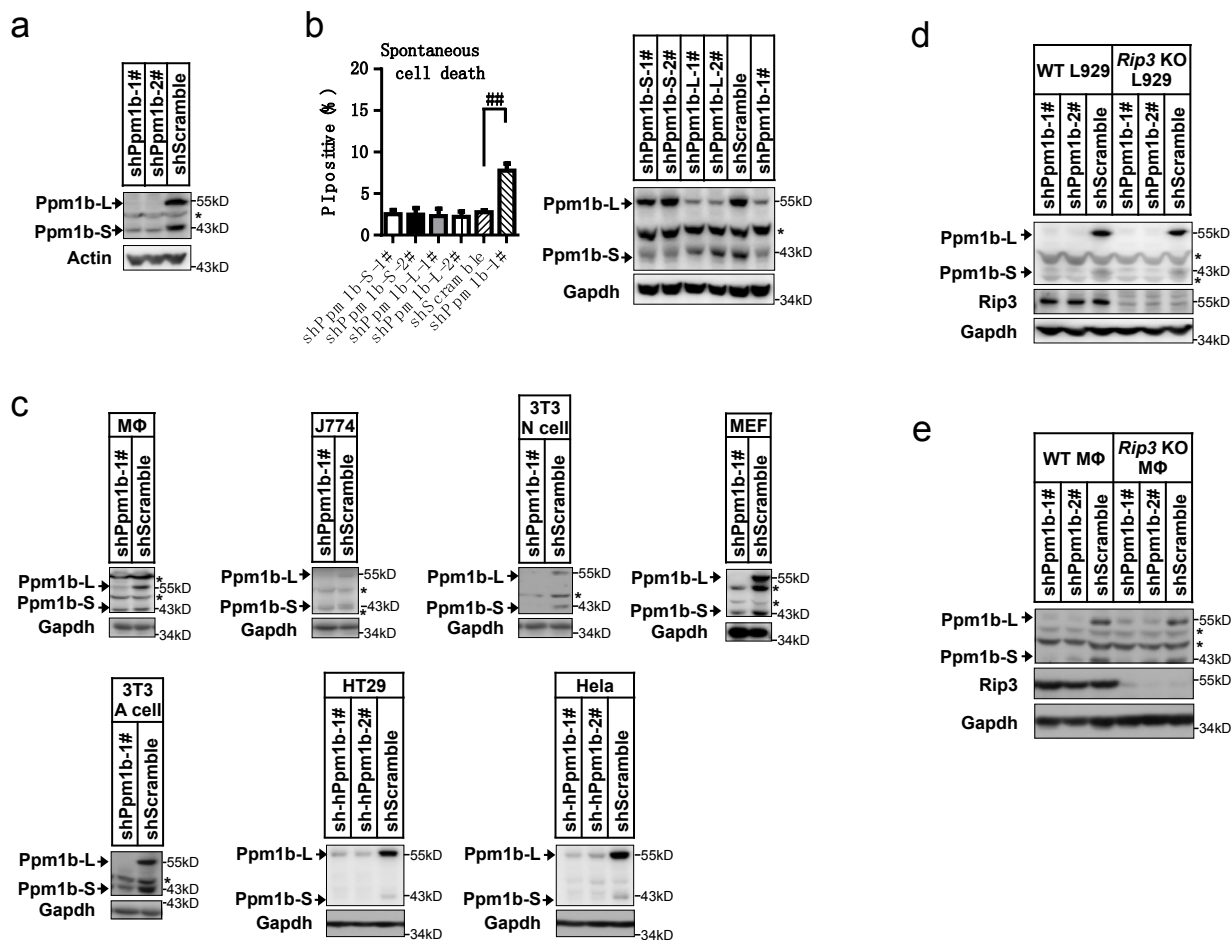 a
shPpm1b-1#
shPpm1b-2#
shScramble
Ppm1b-L
55kD
*
Ppm1b-S
43kD
Actin
43kD
b
Spontaneous
cell death
PI positive (%)
20
15
10
5
0
##
shPpm1b-S-1#
shPpm1b-S-2#
shPpm1b-L-1#
shPpm1b-L-2#
shScramble
shPpm1b-1#
shPpm1b-S-1#
shPpm1b-S-2#
shPpm1b-L-1#
shPpm1b-L-2#
shScramble
shPpm1b-1#
Ppm1b-L
55kD
*
Ppm1b-S
43kD
Gapdh
34kD
c
MΦ
shPpm1b-1#
shScramble
Ppm1b-L
*
55kD
*
Ppm1b-S
43kD
Gapdh
34kD
J774
shPpm1b-1#
shScramble
Ppm1b-L
55kD
*
Ppm1b-S
43kD
*
Gapdh
34kD
3T3
N cell
shPpm1b-1#
shScramble
Ppm1b-L
55kD
*
Ppm1b-S
43kD
Gapdh
34kD
MEF
shPpm1b-1#
shScramble
Ppm1b-L
55kD
*
*
Ppm1b-S
43kD
Gapdh
34kD
3T3
A cell
shPpm1b-1#
shScramble
Ppm1b-L
55kD
*
Ppm1b-S
43kD
43kD
Gapdh
HT29
sh-hPpm1b-1#
sh-hPpm1b-2#
shScramble
Ppm1b-L
55kD
Ppm1b-S
43kD
Gapdh
34kD
Hela
sh-hPpm1b-1#
sh-hPpm1b-2#
shScramble
Ppm1b-L
55kD
Ppm1b-S
43kD
Gapdh
34kD
d
WT L929
Rip3 KO
L929
shPpm1b-1#
shPpm1b-2#
shScramble
shPpm1b-1#
shPpm1b-2#
shScramble
Ppm1b-L
55kD
*
Ppm1b-S
43kD
*
Rip3
55kD
Gapdh
34kD
e
WT MΦ
Rip3 KO
MΦ
shPpm1b-1#
shPpm1b-2#
shScramble
shPpm1b-1#
shPpm1b-2#
shScramble
Ppm1b-L
55kD
*
*
Ppm1b-S
43kD
Rip3
55kD
Gapdh
34kD